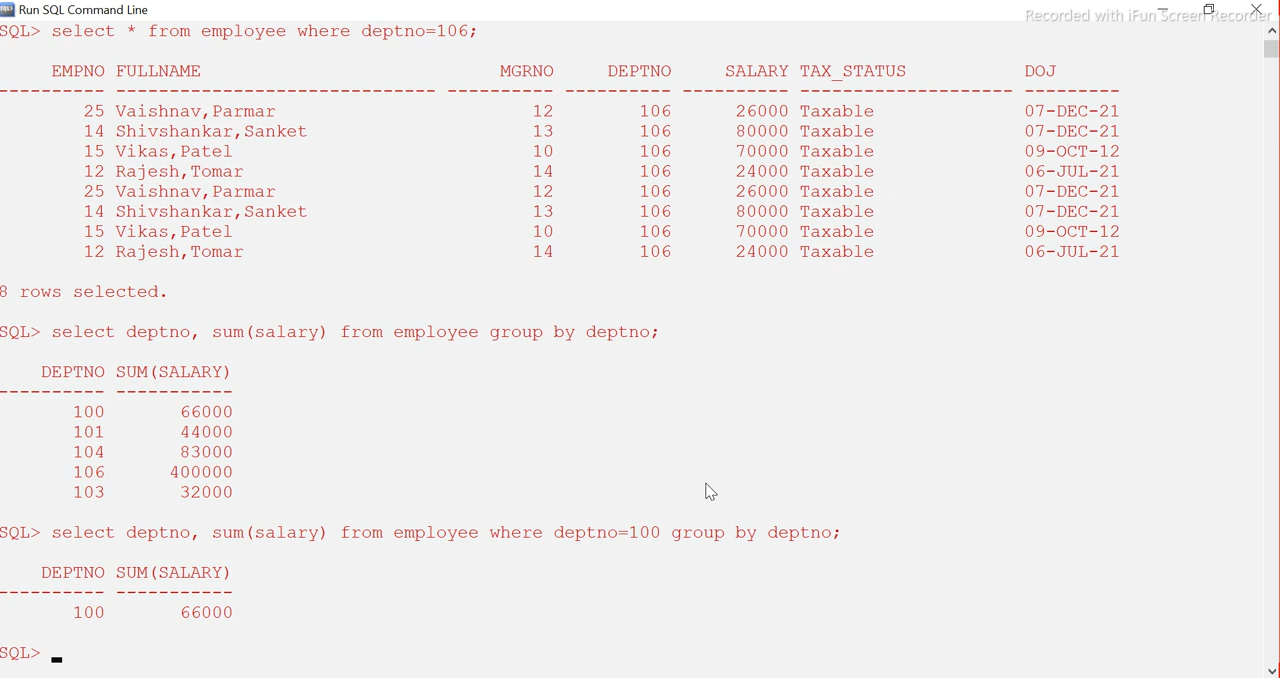 Run SQL Command Line
Recorded with iFun Screen Recorder
SQL> select * from employee where deptno=106;
EMPNO FULLNAME MGRNO DEPTNO SALARY TAX_STATUS DOJ
---------- ------------------------------ ---------- ---------- ---------- -------------------- ---------
25 Vaishnav,Parmar 12 106 26000 Taxable 07-DEC-21
14 Shivshankar,Sanket 13 106 80000 Taxable 07-DEC-21
15 Vikas,Patel 10 106 70000 Taxable 09-OCT-12
12 Rajesh,Tomar 14 106 24000 Taxable 06-JUL-21
25 Vaishnav,Parmar 12 106 26000 Taxable 07-DEC-21
14 Shivshankar,Sanket 13 106 80000 Taxable 07-DEC-21
15 Vikas,Patel 10 106 70000 Taxable 09-OCT-12
12 Rajesh,Tomar 14 106 24000 Taxable 06-JUL-21
8 rows selected.
SQL> select deptno, sum(salary) from employee group by deptno;
DEPTNO SUM(SALARY)
---------- -----------
100 66000
101 44000
104 83000
106 400000
103 32000
SQL> select deptno, sum(salary) from employee where deptno=100 group by deptno;
DEPTNO SUM(SALARY)
---------- -----------
100 66000
SQL>